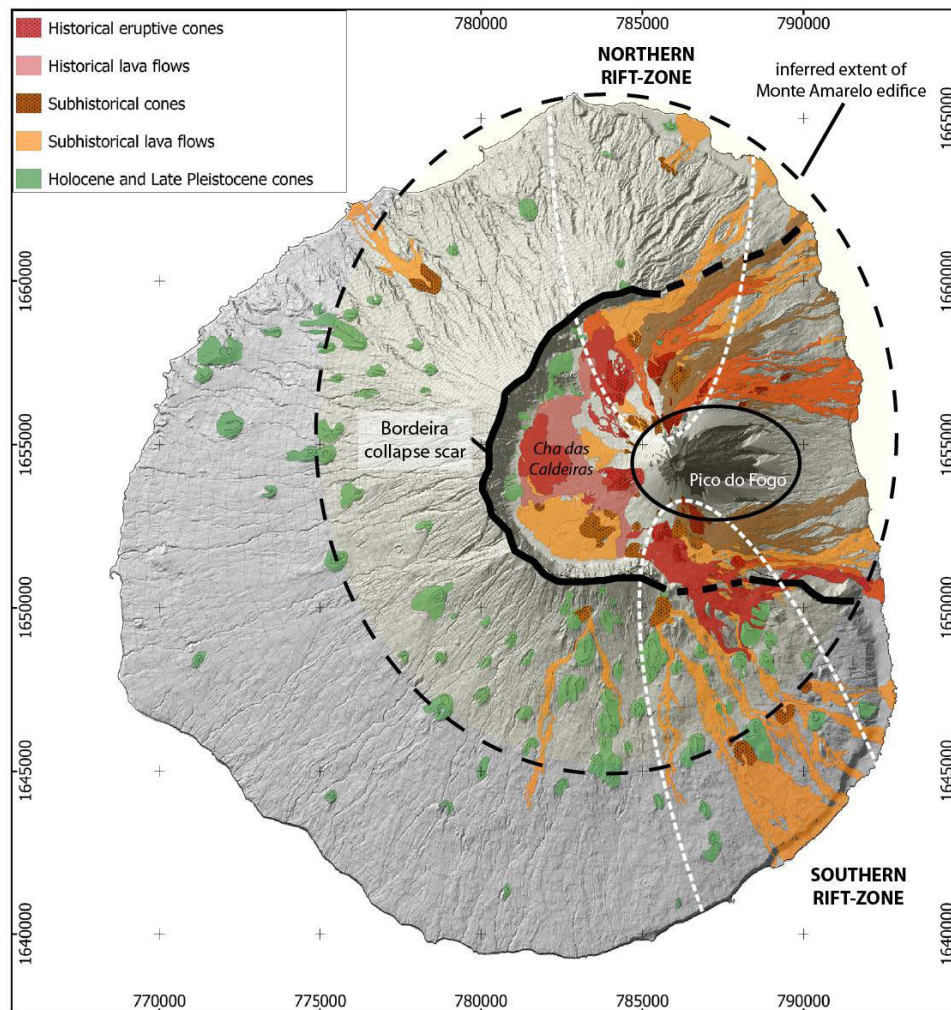 780000 785000 790000
Historical eruptive cones
Historical lava flows
Subhistorical cones
Subhistorical lava flows
Holocene and Late Pleistocene cones
NORTHERN
RIFT-ZONE
inferred extent of
Monte Amarelo edifice
1665000
1660000 1660000
Bordeira
collapse scar
Cha das
Caldeiras
Pico do Fogo
1655000 1655000
1650000 1650000
1645000 1645000
SOUTHERN
RIFT-ZONE
1640000 1640000
770000 775000 780000 785000 790000